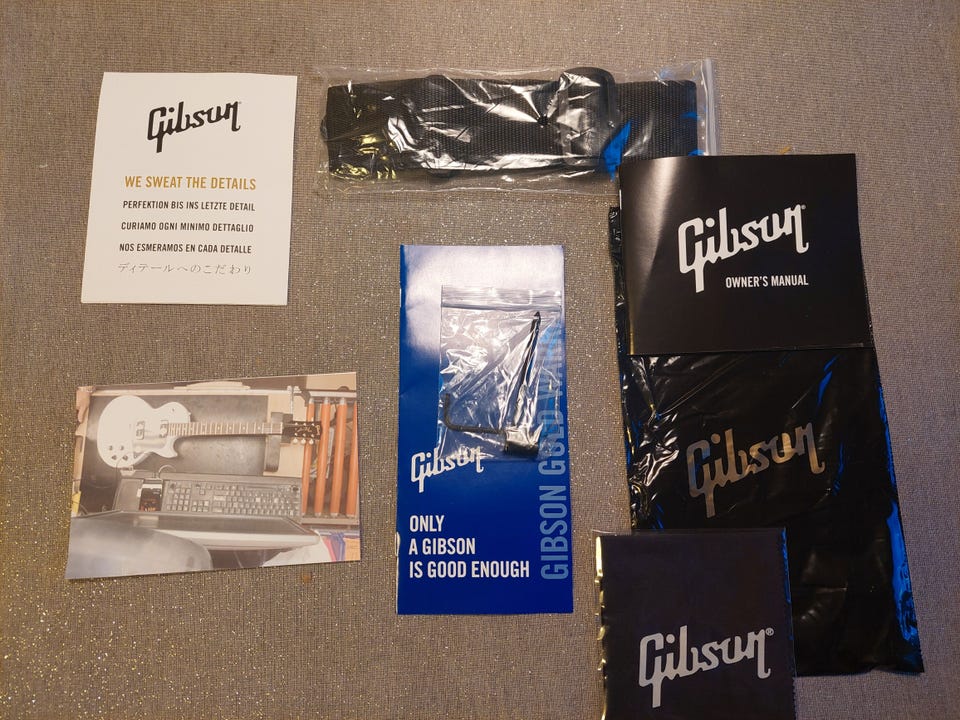 Gibson
WE SWEAT THE DETAILS
PERFEKTION BIS INS LETZTE DETAIL
CURIAMO OGNI MINIMO DETTAGLIO
NOS ESMERAMOS EN CADA DETALLE
ディテールへのこだわり
Gibson
ONLY
A GIBSON
IS GOOD ENOUGH
GIBSON GOLD
Gibson
OWNER'S MANUAL
Gibson
Gibson®